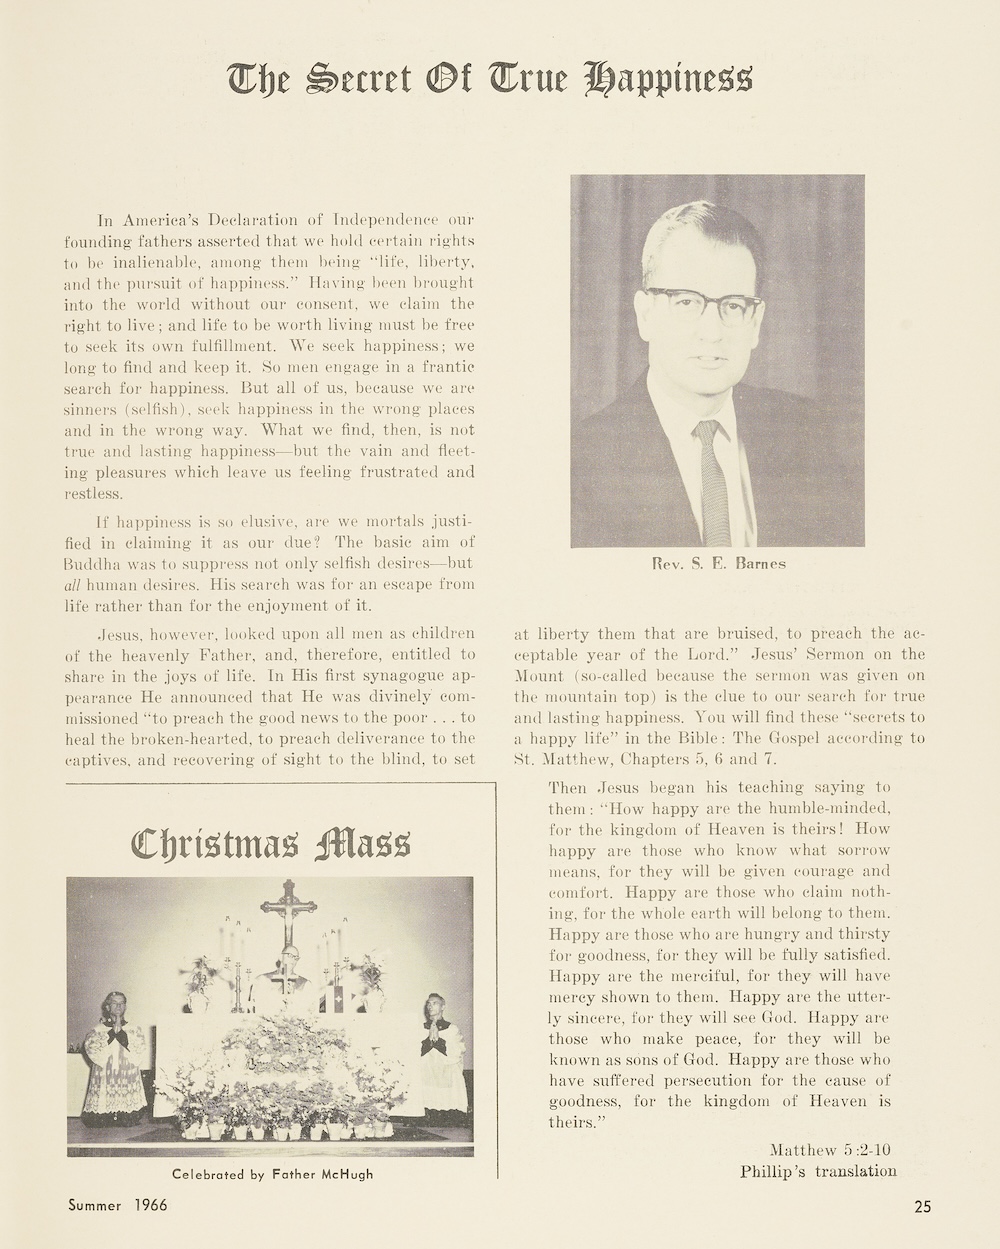 The Secret Of True Happiness
In America's Declaration of Independence our
founding fathers asserted that we hold certain rights
to be inalienable, among them being "life, liberty,
and the pursuit of happiness." Having been brought
into the world without our consent, we claim the
right to live; and life to be worth living must be free
to seek its own fulfillment. We seek happiness; we
long to find and keep it. So men engage in a frantic
search for happiness. But all of us, because we are
sinners (selfish), seek happiness in the wrong places
and in the wrong way. What we find, then, is not
true and lasting happiness—but the vain and fleet-
ing pleasures which leave us feeling frustrated and
restless.
If happiness is so elusive, are we mortals justi-
fied in claiming it as our due? The basic aim of
Buddha was to suppress not only selfish desires—but
all human desires. His search was for an escape from
life rather than for the enjoyment of it.
Jesus, however, looked upon all men as children
of the heavenly Father, and, therefore, entitled to
share in the joys of life. In His first synagogue ap-
pearance He announced that He was divinely com-
missioned "to preach the good news to the poor . . . to
heal the broken-hearted, to preach deliverance to the
captives, and recovering of sight to the blind, to set
Rev. S. E. Barnes
at liberty them that are bruised, to preach the ac-
ceptable year of the Lord." Jesus' Sermon on the
Mount (so-called because the sermon was given on
the mountain top) is the clue to our search for true
and lasting happiness. You will find these "secrets to
a happy life" in the Bible: The Gospel according to
St. Matthew, Chapters 5, 6 and 7.
Then Jesus began his teaching saying to
them: "How happy are the humble-minded,
for the kingdom of Heaven is theirs! How
happy are those who know what sorrow
means, for they will be given courage and
comfort. Happy are those who claim noth-
ing, for the whole earth will belong to them.
Happy are those who are hungry and thirsty
for goodness, for they will be fully satisfied.
Happy are the merciful, for they will have
mercy shown to them. Happy are the utter-
ly sincere, for they will see God. Happy are
those who make peace, for they will be
known as sons of God. Happy are those who
have suffered persecution for the cause of
goodness, for the kingdom of Heaven is
theirs."
Matthew 5:2-10
Phillip's translation
Christmas Mass
Celebrated by Father McHugh
Summer 1966
25